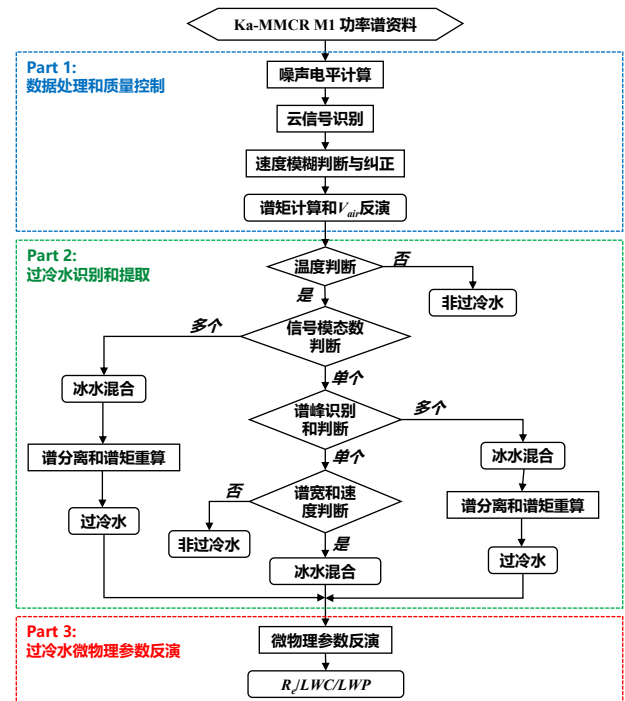 Ka-MMCR M1 功率谱资料
Part 1:
数据处理和质量控制
噪声电平计算
云信号识别
速度模糊判断与纠正
谱矩计算和Vair反演
Part 2:
过冷水识别和提取
温度判断
否
非过冷水
是
信号模态数
判断
多个
冰水混合
谱分离和谱矩重算
过冷水
单个
谱峰识别
和判断
多个
冰水混合
谱分离和谱矩重算
过冷水
单个
谱宽和速
度判断
否
非过冷水
是
冰水混合
Part 3:
过冷水微物理参数反演
微物理参数反演
Re/LWC/LWP